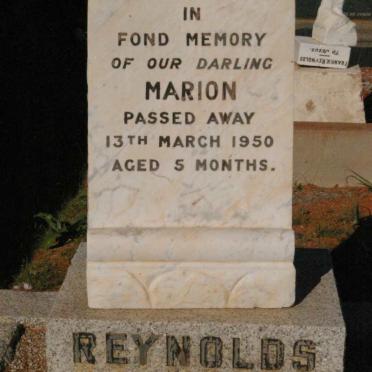 IN
FOND MEMORY
OF OUR DARLING
MARION
PASSED AWAY
13TH MARCH 1950
AGED 5 MONTHS.
REYNOLDS